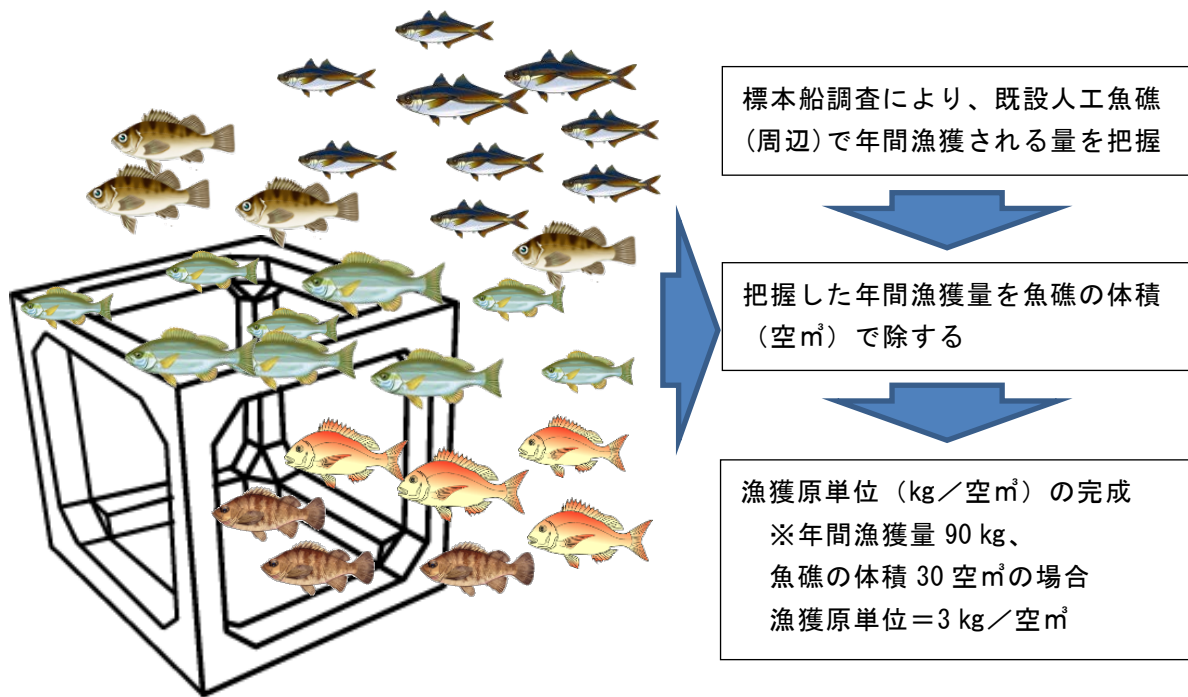 標本船調査により、既設人工魚礁
(周辺)で年間漁獲される量を把握
把握した年間漁獲量を魚礁の体積
(空㎥)で除する
漁獲原単位(kg/空㎥)の完成
※年間漁獲量 90 kg、
魚礁の体積 30 空㎥の場合
漁獲原単位=3 kg/空㎥